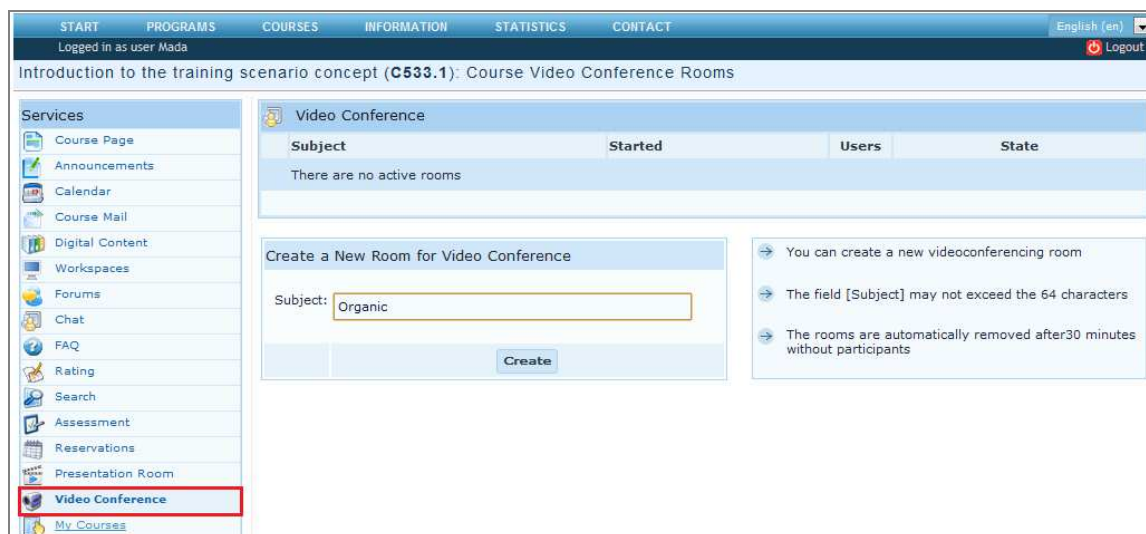 START PROGRAMS COURSES INFORMATION STATISTICS CONTACT English (en)
Logged in as user Mada Logout
Introduction to the training scenario concept (C533.1): Course Video Conference Rooms
Services
Course Page
Announcements
Calendar
Course Mail
Digital Content
Workspaces
Forums
Chat
FAQ
Rating
Search
Assessment
Reservations
Presentation Room
Video Conference
My Courses
Video Conference
Subject Started Users State
There are no active rooms
Create a New Room for Video Conference
Subject: Organic
Create
You can create a new videoconferencing room
The field [Subject] may not exceed the 64 characters
The rooms are automatically removed after30 minutes
without participants